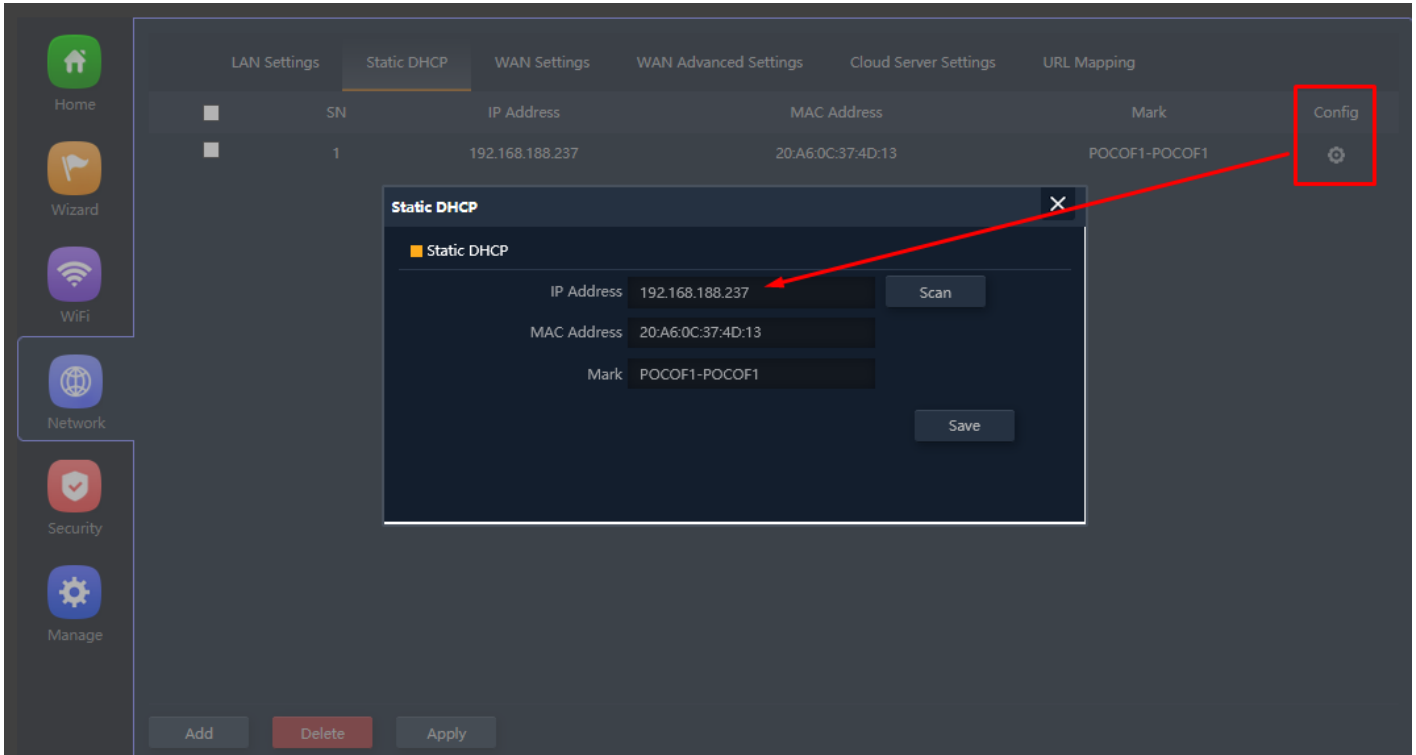 LAN Settings Static DHCP WAN Settings WAN Advanced Settings Cloud Server Settings URL Mapping
Home
SN IP Address MAC Address Mark Config
1 192.168.188.237 20:A6:0C:37:4D:13 POCOF1-POCOF1
Wizard
Static DHCP
Static DHCP
IP Address 192.168.188.237 Scan
WiFi
MAC Address 20:A6:0C:37:4D:13
Mark POCOF1-POCOF1
Network
Save
Security
Manage
Add Delete Apply